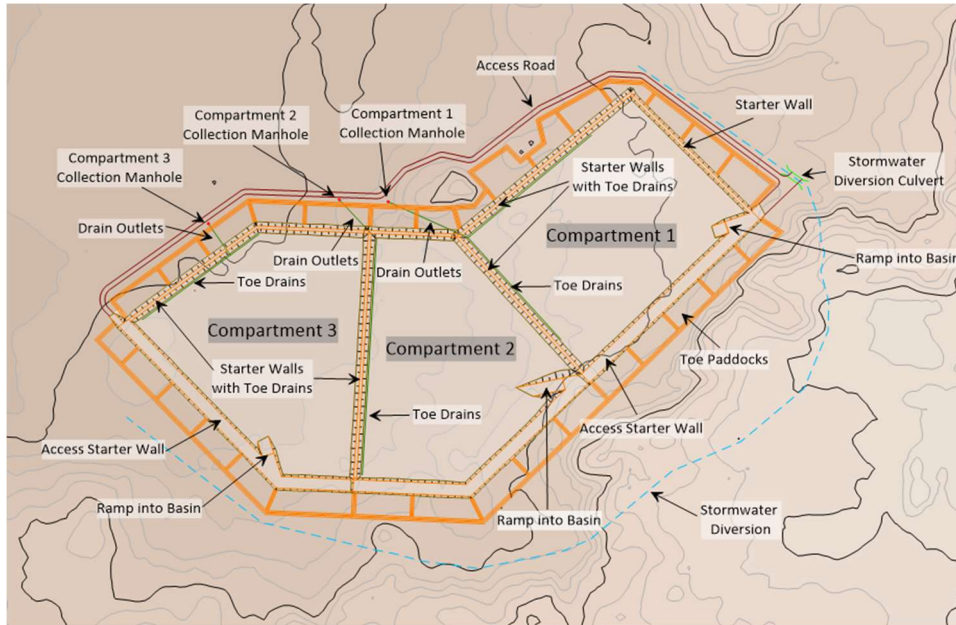 Access Road
Compartment 2
Collection Manhole
Compartment 1
Collection Manhole
Starter Wall
Compartment 3
Collection Manhole
Starter Walls
with Toe Drains
Stormwater
Diversion Culvert
Drain Outlets
Compartment 1
Drain Outlets
Drain Outlets
Ramp into Basin
Toe Drains
Toe Drains
Compartment 3
Compartment 2
Toe Paddocks
Starter Walls
with Toe Drains
Toe Drains
Access Starter Wall
Access Starter Wall
Ramp into Basin
Ramp into Basin
Stormwater
Diversion